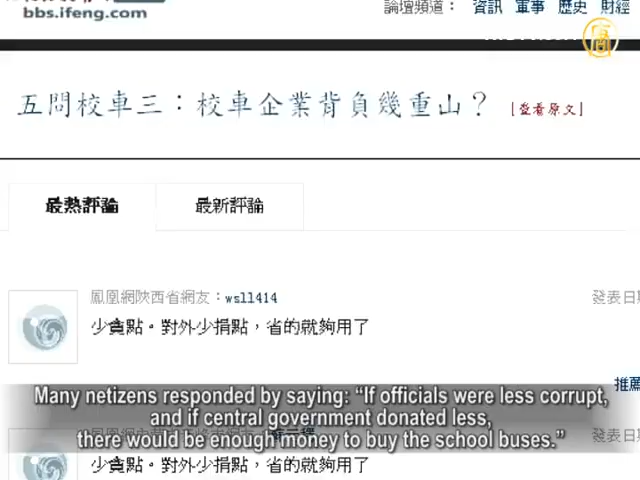 bbs.ifeng.com
論壇頻道： 資訊 軍事 歷史 財經
五問校車三：校車企業背負幾重山？ [查看原文]
最熱評論 最新評論
鳳凰網陝西省網友：wsll414 發表日期
少貪點。對外少捐點，省的就夠用了
推薦
Many netizens responded by saying: “If officials were less corrupt,
and if central government donated less,
there would be enough money to buy the school buses.”
發表日期
少貪點。對外少捐點，省的就夠用了